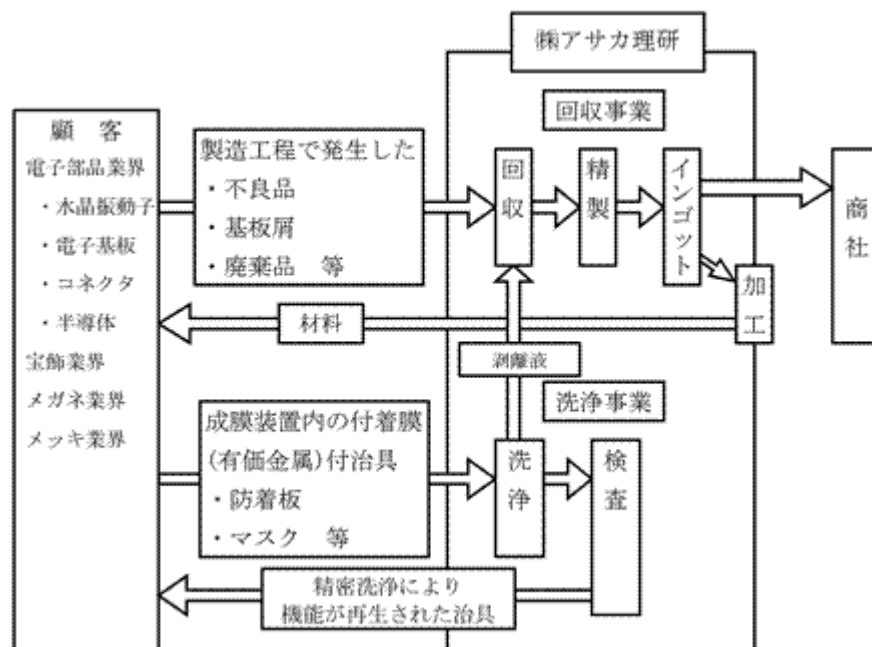 ㈱アサカ理研
回収事業
顧　客
電子部品業界
・水晶振動子
・電子基板
・コネクタ
・半導体
宝飾業界
メガネ業界
メッキ業界
製造工程で発生した
・不良品
・基板屑
・廃棄品　等
回収
精製
インゴット
商社
加工
材料
剥離液
洗浄事業
成膜装置内の付着膜
(有価金属)付治具
・防着板
・マスク　等
洗浄
検査
精密洗浄により
機能が再生された治具